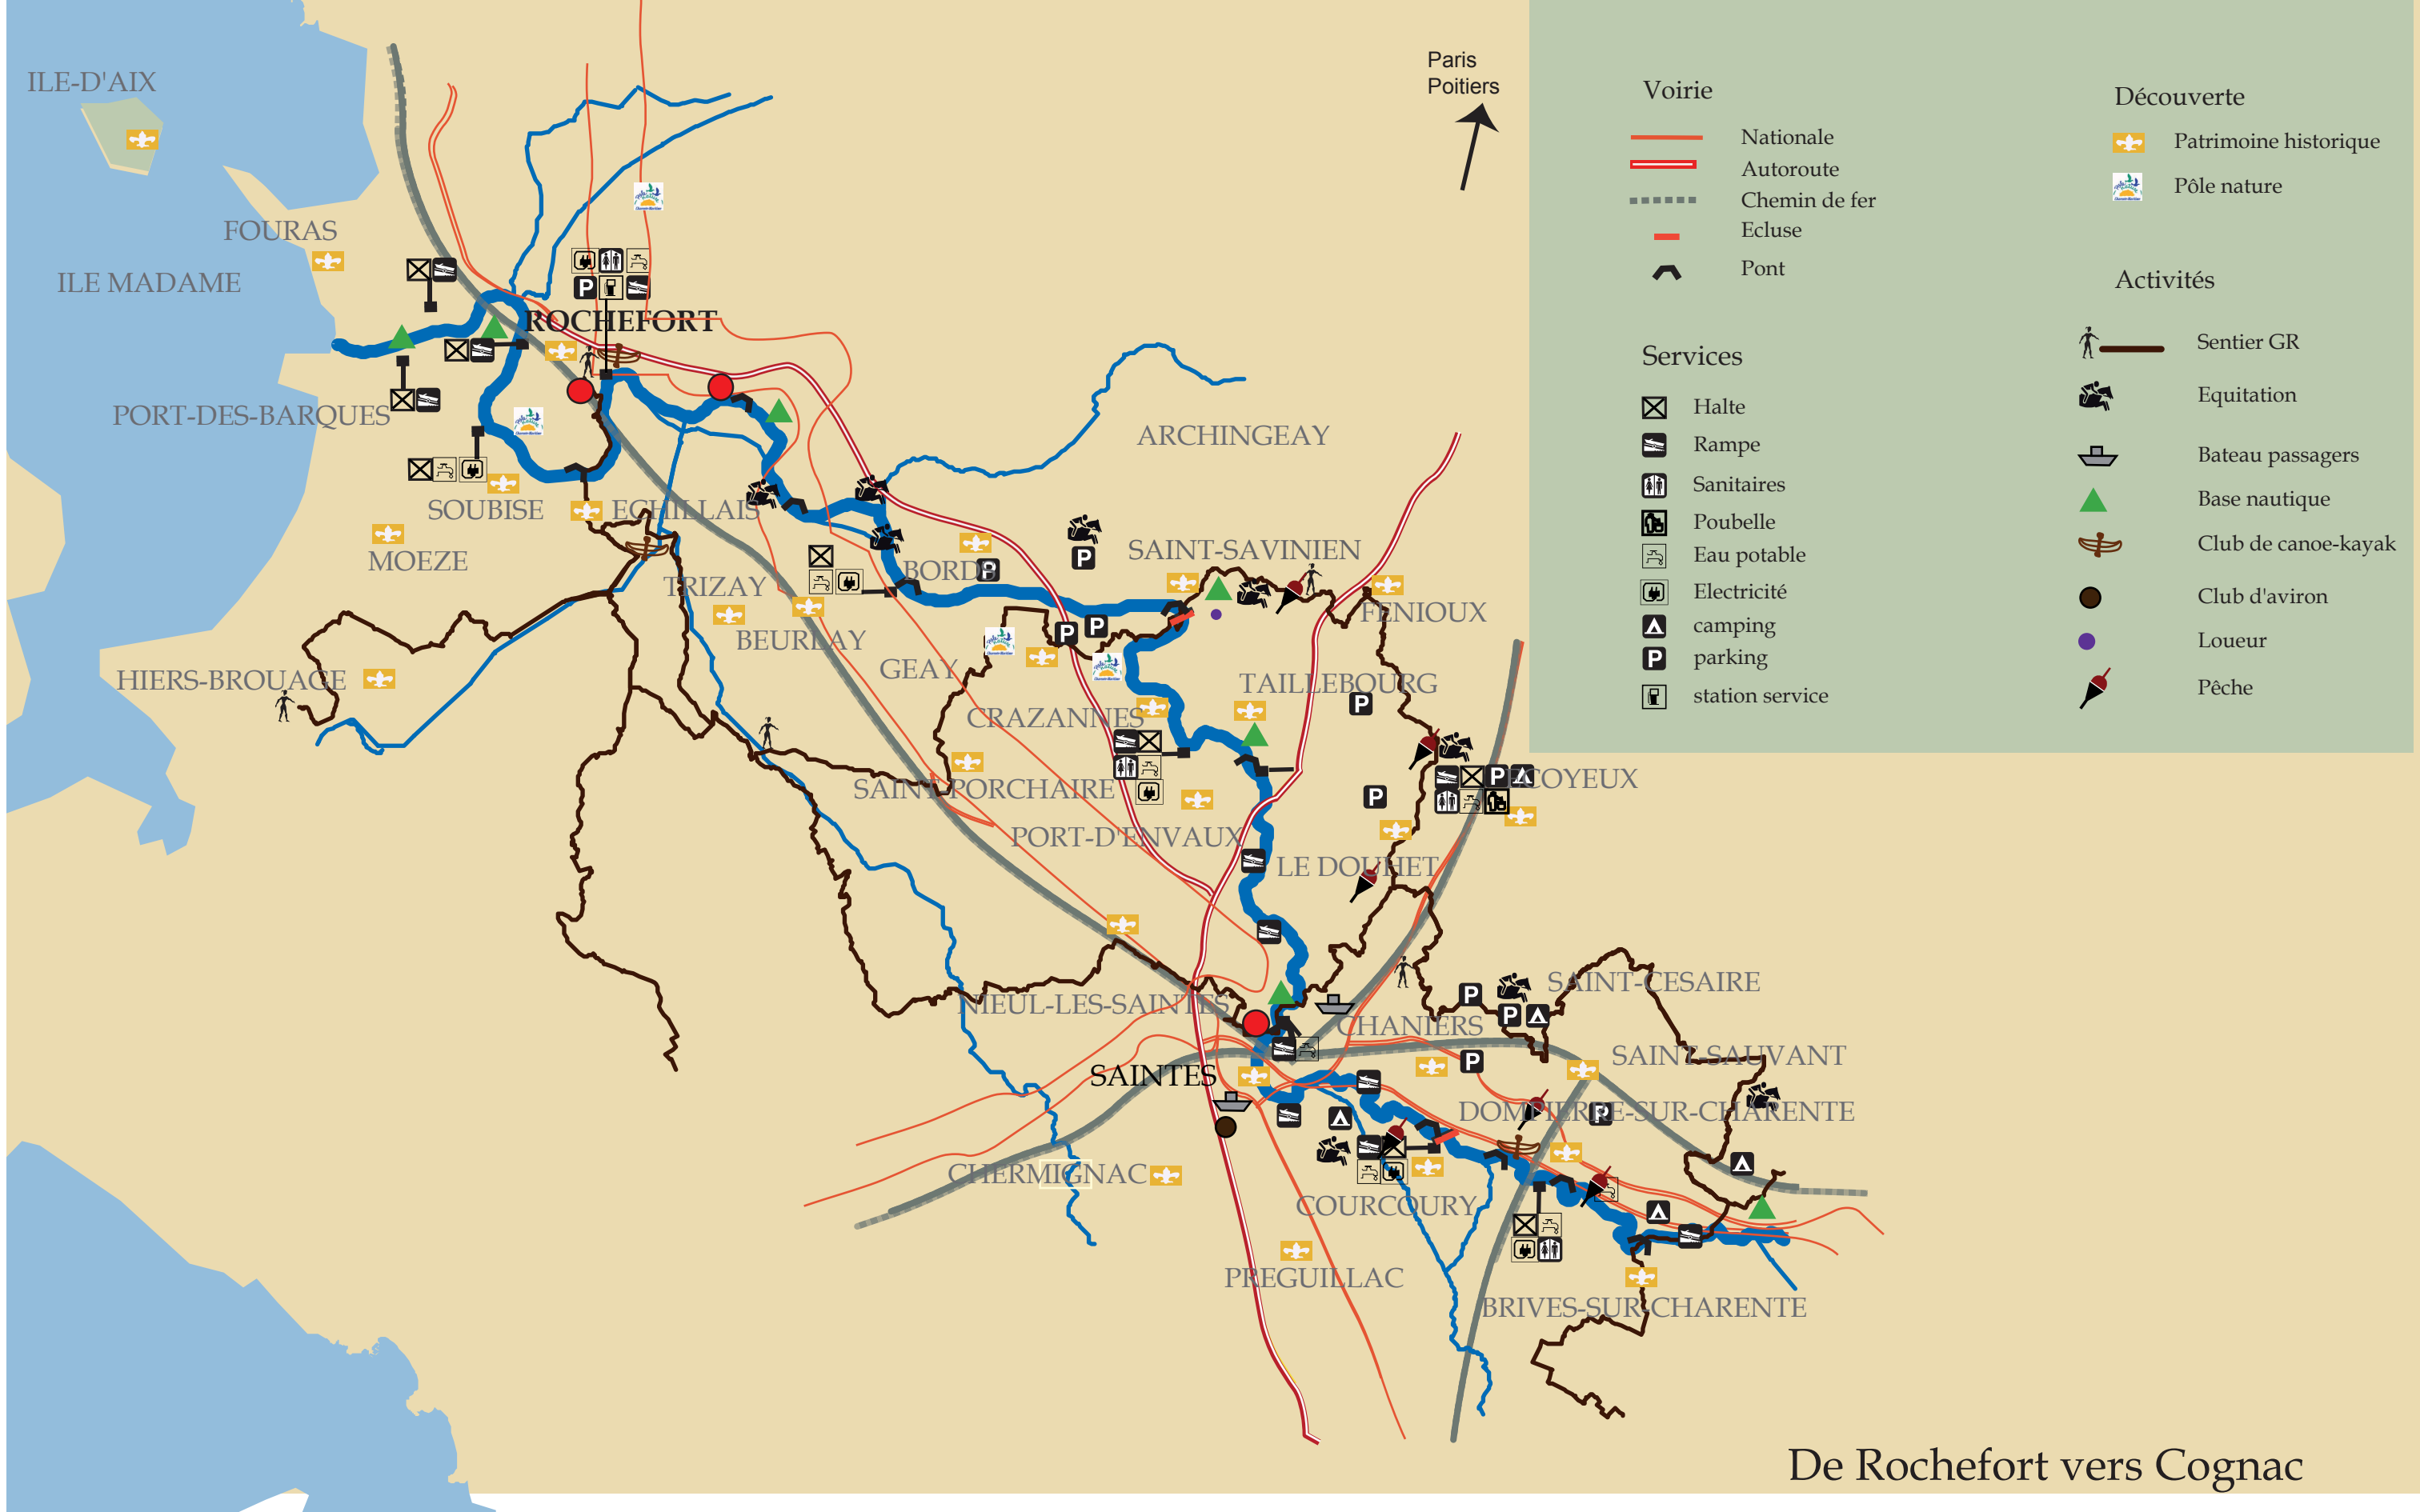 ILE-D'AIX
FOURAS
ILE MADAME
ROCHEFORT
PORT-DES-BARQUES
SOUBISE
ECHILLAIS
MOEZE
TRIZAY
BEURLAY
HIERS-BROUAGE
ARCHINGEAY
BORDS
SAINT-SAVINIEN
FENIOUX
GEAY
TAILLEBOURG
CRAZANNES
SAINT PORCHAIRE
PORT-D'ENVAUX
ECOYEUX
LE DOUHET
NIEUL-LES-SAINTES
SAINT-CESAIRE
CHANIERS
SAINT-SAUVANT
SAINTES
DOMPIERRE-SUR-CHARENTE
CHERMIGNAC
COURCOURY
PREGUILLAC
BRIVES-SUR-CHARENTE
Paris
Poitiers
Voirie
Nationale
Autoroute
Chemin de fer
Ecluse
Pont
Services
Halte
Rampe
Sanitaires
Poubelle
Eau potable
Electricité
camping
P parking
station service
Découverte
Patrimoine historique
Pôle nature
Activités
Sentier GR
Equitation
Bateau passagers
Base nautique
Club de canoe-kayak
Club d'aviron
Loueur
Pêche
De Rochefort vers Cognac